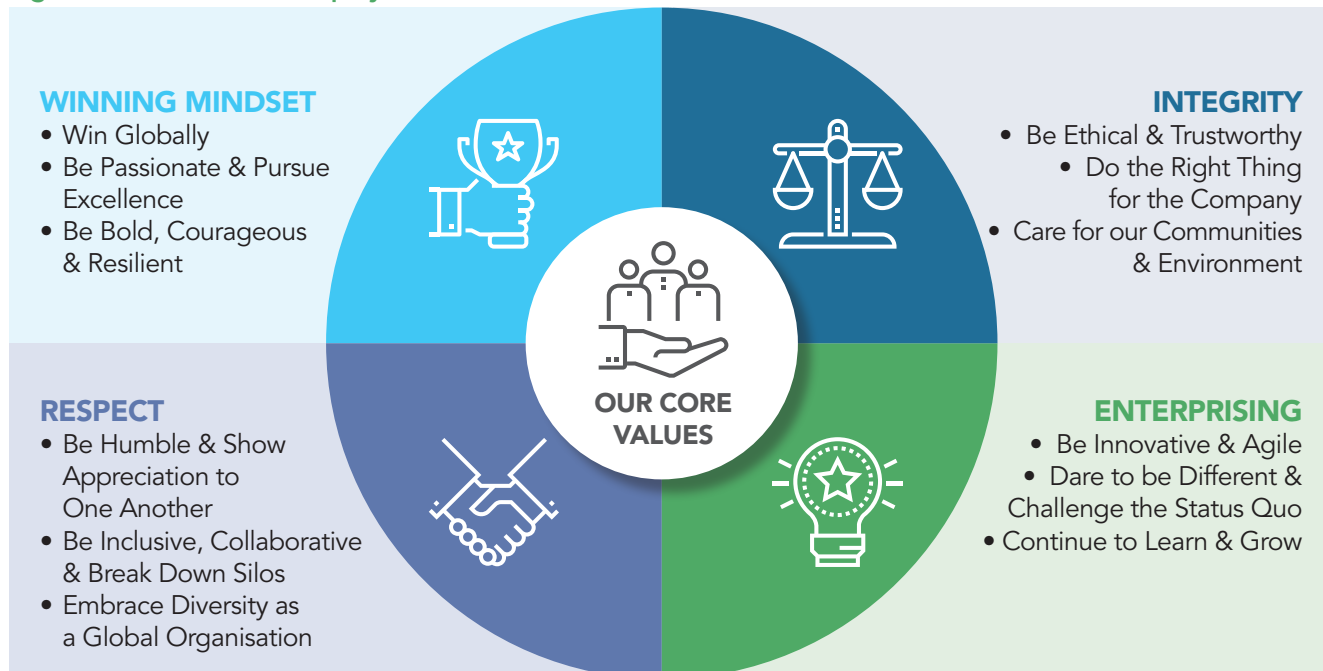 WINNING MINDSET
• Win Globally
• Be Passionate & Pursue
Excellence
• Be Bold, Courageous
& Resilient
INTEGRITY
• Be Ethical & Trustworthy
• Do the Right Thing
for the Company
• Care for our Communities
& Environment
OUR CORE
VALUES
RESPECT
• Be Humble & Show
Appreciation to
One Another
• Be Inclusive, Collaborative
& Break Down Silos
• Embrace Diversity as
a Global Organisation
ENTERPRISING
• Be Innovative & Agile
• Dare to be Different &
Challenge the Status Quo
• Continue to Learn & Grow